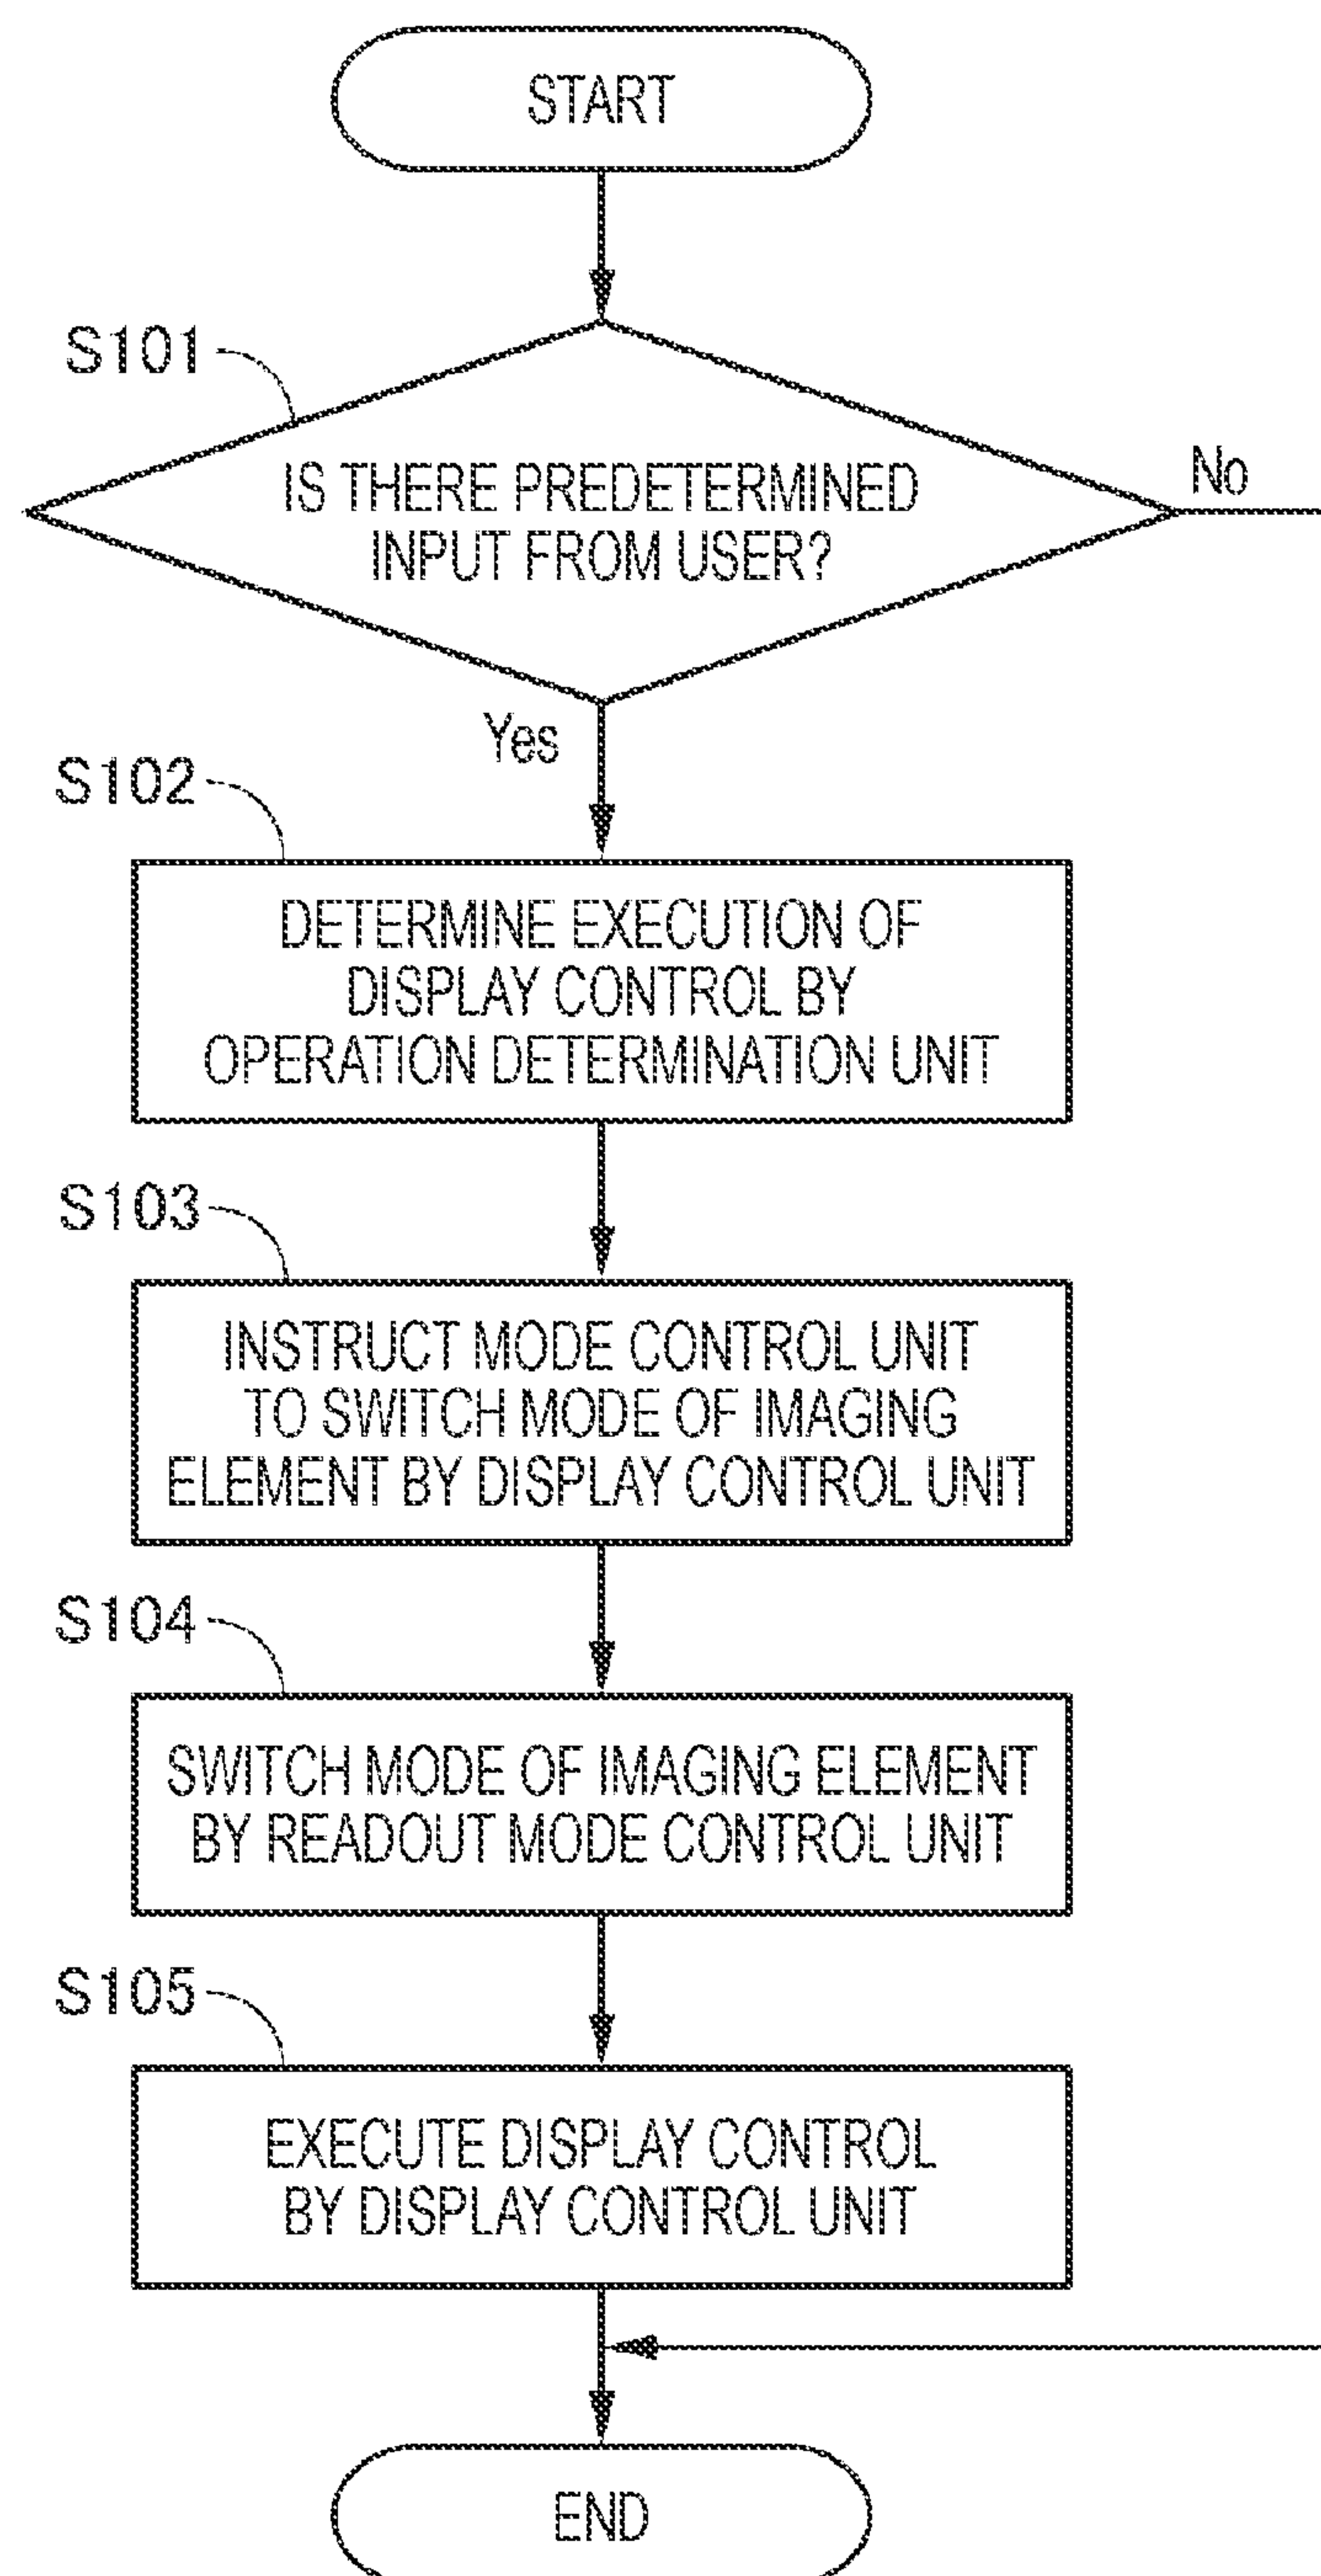 START
S101
IS THERE PREDETERMINED
INPUT FROM USER?
No
Yes
S102
DETERMINE EXECUTION OF
DISPLAY CONTROL BY
OPERATION DETERMINATION UNIT
S103
INSTRUCT MODE CONTROL UNIT
TO SWITCH MODE OF IMAGING
ELEMENT BY DISPLAY CONTROL UNIT
S104
SWITCH MODE OF IMAGING ELEMENT
BY READOUT MODE CONTROL UNIT
S105
EXECUTE DISPLAY CONTROL
BY DISPLAY CONTROL UNIT
END